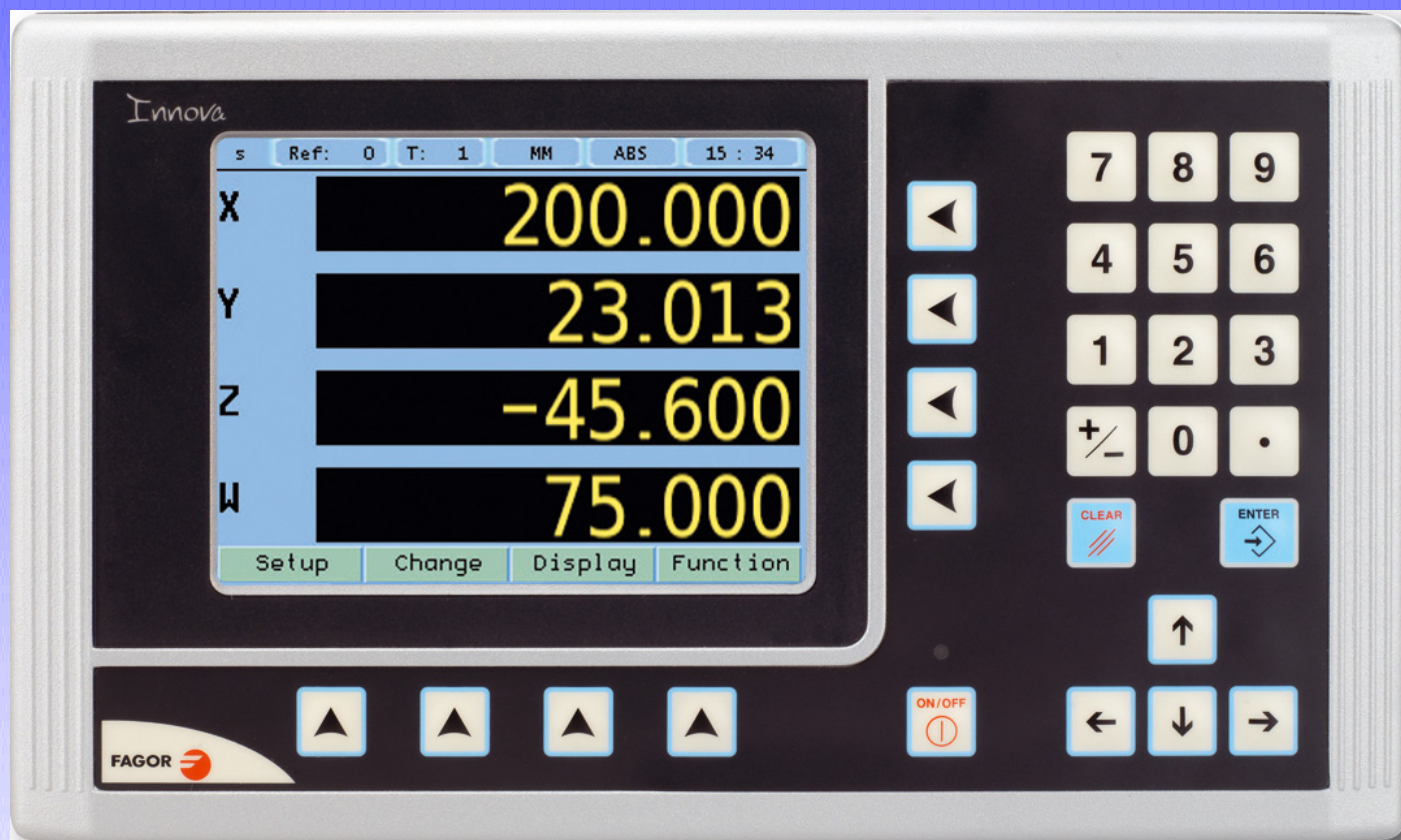 Innova
s Ref: 0 T: 1 MM ABS 15 : 34
X 200.000
Y 23.013
Z -45.600
W 75.000
Setup Change Display Function
7 8 9
4 5 6
1 2 3
+/- 0 .
CLEAR ENTER
ON/OFF
FAGOR